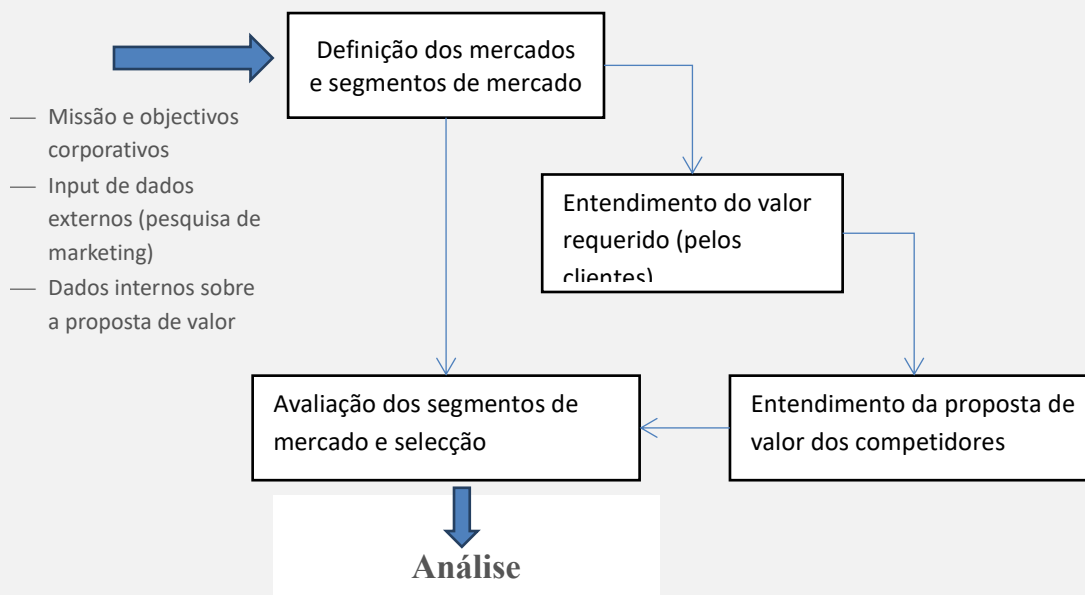 Definição dos mercados
e segmentos de mercado
— Missão e objectivos
corporativos
— Input de dados
externos (pesquisa de
marketing)
— Dados internos sobre
a proposta de valor
Entendimento do valor
requerido (pelos
clientes)
Avaliação dos segmentos de
mercado e selecção
Entendimento da proposta de
valor dos competidores
Análise